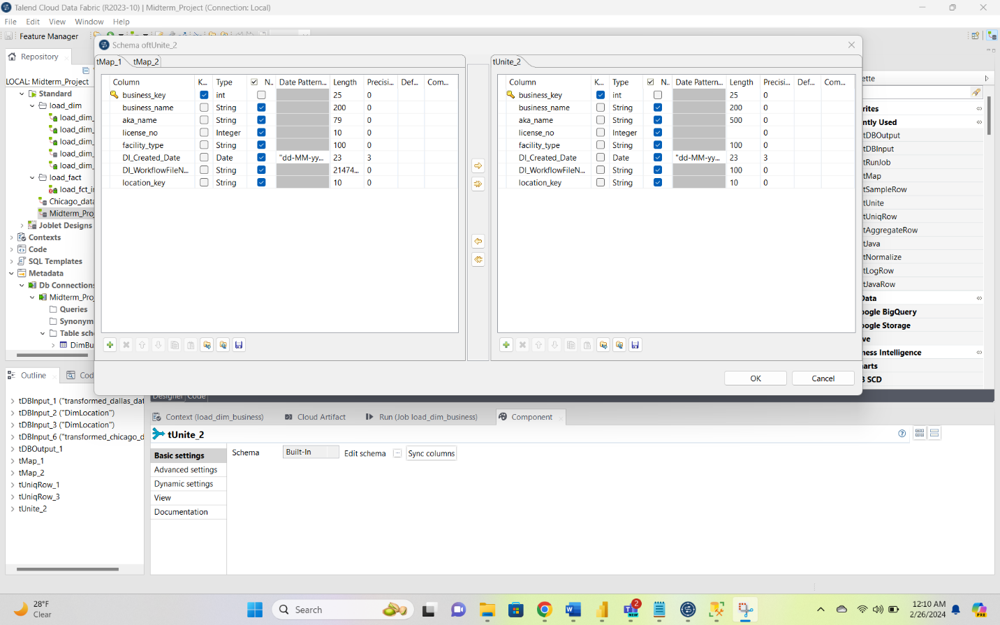 Talend Cloud Data Fabric (R2023-10) | Midterm_Project (Connection: Local)
File Edit View Window Help
Feature Manager
Schema oftUnite_2
Repository
LOCAL: Midterm_Project
Standard
load_dim
load_dim_
load_dim_
load_dim_
load_dim_
load_dim_
load_fact
load_fct_i
Chicago_data
Midterm_Pro
Joblet Designs
Contexts
Code
SQL Templates
Metadata
Db Connections
Midterm_Pro
Queries
Synonym
Table sch
DimBu
tMap_1 tMap_2
Column K... Type N.. Date Pattern... Length Precisi... Def... Com...
business_key int 25 0
business_name String 200 0
aka_name String 79 0
license_no Integer 10 0
facility_type String 100 0
DI_Created_Date Date "dd-MM-yy... 23 3
DI_WorkflowFileN... String 21474... 0
location_key String 10 0
tUnite_2
Column K... Type N.. Date Pattern... Length Precisi... Def... Com...
business_key int 25 0
business_name String 200 0
aka_name String 500 0
license_no Integer 0
facility_type String 100 0
DI_Created_Date Date "dd-MM-yy... 23 3
DI_WorkflowFileN... String 100 0
location_key String 10 0
OK Cancel
ette
rites
ntly Used
tDBOutput
tDBInput
tRunJob
tMap
tSampleRow
tUnite
tUniqRow
tAggregateRow
tJava
tNormalize
tLogRow
tJavaRow
Data
oogle BigQuery
oogle Storage
ve
ness Intelligence
harts
B SCD
Outline Cod
tDBInput_1 ("transformed_dallas_dat
tDBInput_2 ("DimLocation")
tDBInput_3 ("DimLocation")
tDBInput_6 ("transformed_chicago_d
tDBOutput_1
tMap_1
tMap_2
tUniqRow_1
tUniqRow_3
tUnite_2
Designer Code
Context (load_dim_business) Cloud Artifact Run (Job load_dim_business) Component
tUnite_2
Basic settings
Advanced settings
Dynamic settings
View
Documentation
Schema Built-In Edit schema ... Sync columns
28°F
Clear
Search
2
NEW
12:10 AM
2/26/2024
PRE